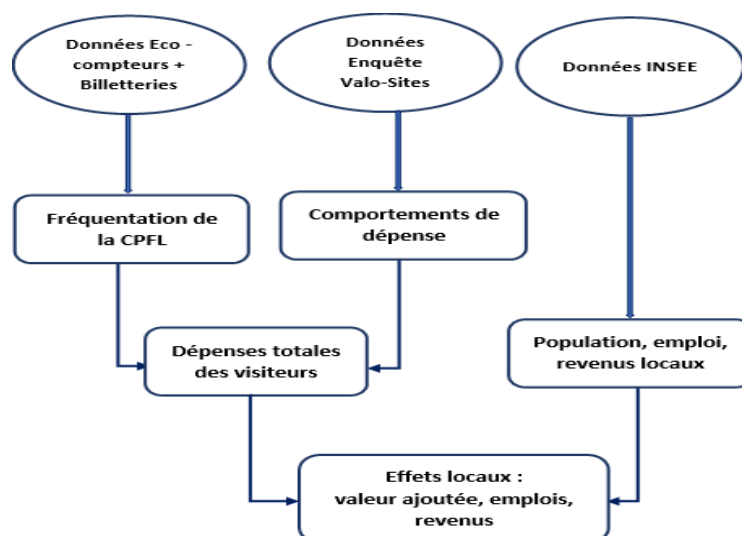 Données Eco -
compteurs +
Billetteries
Données
Enquête
Valo-Sites
Données INSEE
Fréquentation de
la CPFL
Comportements de
dépense
Dépenses totales
des visiteurs
Population, emploi,
revenus locaux
Effets locaux :
valeur ajoutée, emplois,
revenus